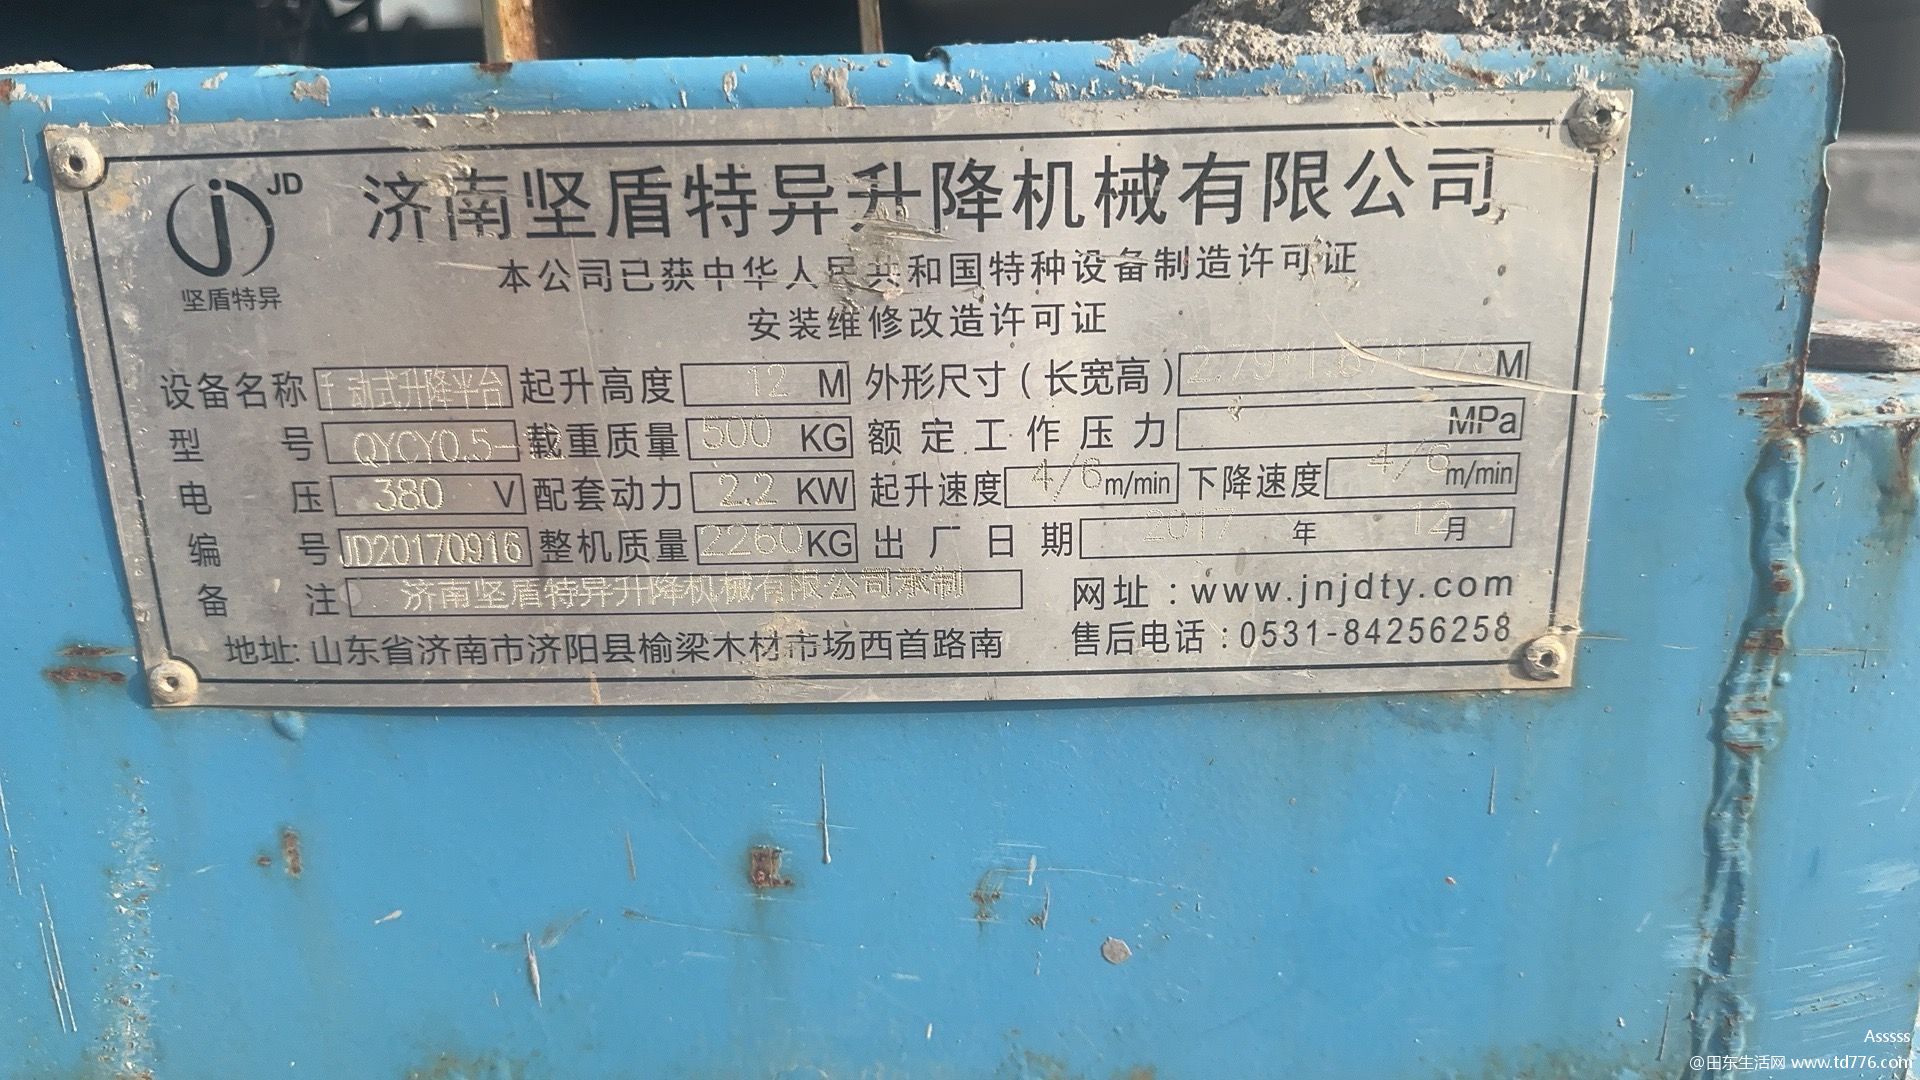 JD
济南坚盾特异升降机械有限公司
坚盾特异
本公司已获中华人民共和国特种设备制造许可证
安装维修改造许可证
设备名称 动式升降平台 起升高度 12 M 外形尺寸(长宽高) M
型号 QYCY0.5- 载重质量 500 KG 额定工作压力 MPa
电压 380 V 配套动力 2.2 KW 起升速度 4/6 m/min 下降速度 4/6 m/min
编号 JD20170916 整机质量 2260 KG 出厂日期 2017 年 12 月
备注 济南坚盾特异升降机械有限公司承制 网址:www.jnjdty.com
地址:山东省济南市济阳县榆梁木材市场西首路南 售后电话:0531-84256258
Asssss
@田东生活网 www.td776.com